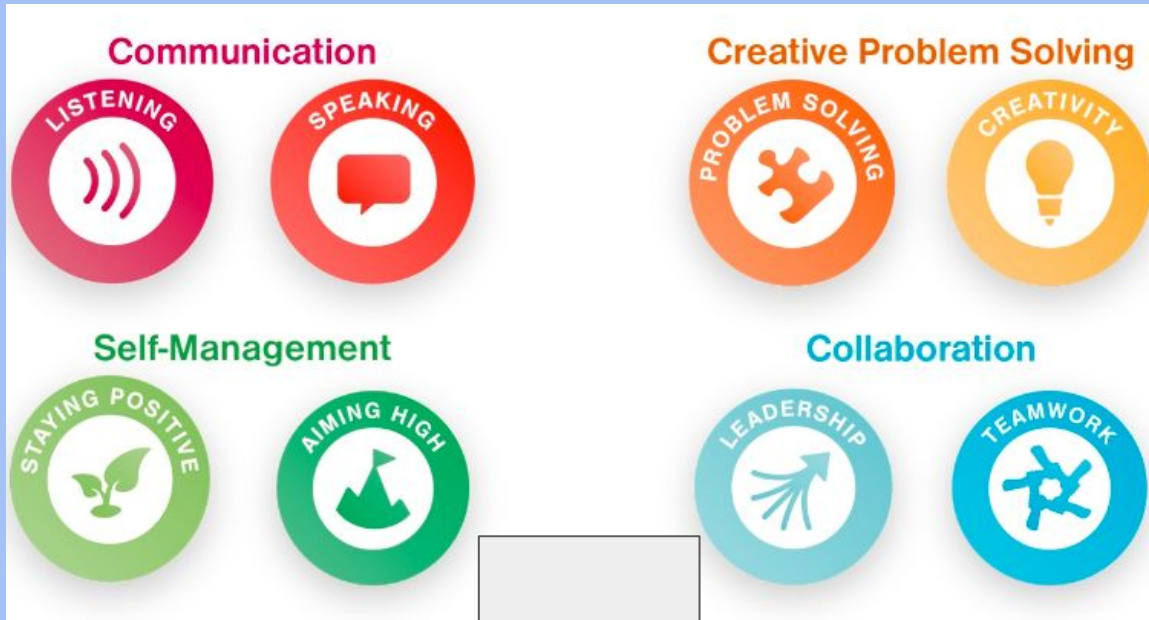 Communication
LISTENING
SPEAKING
Creative Problem Solving
PROBLEM SOLVING
CREATIVITY
Self-Management
STAYING POSITIVE
AIMING HIGH
Collaboration
LEADERSHIP
TEAMWORK